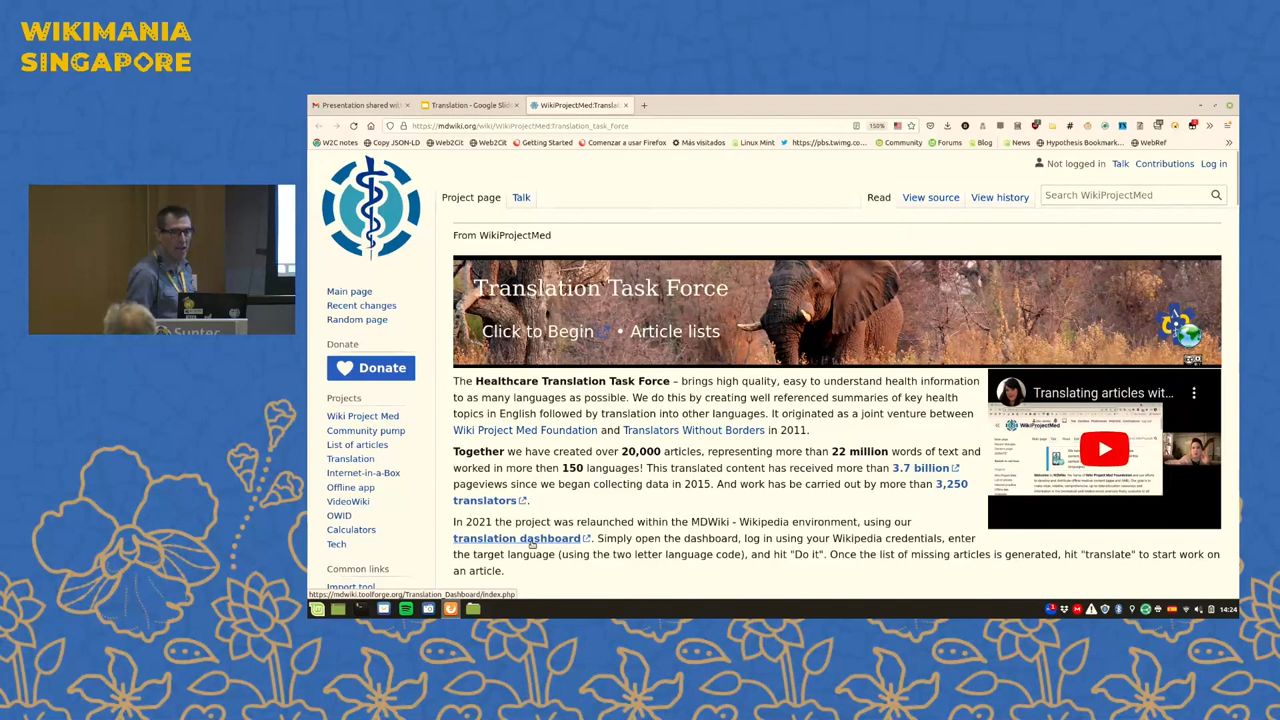 WIKIMANIA
SINGAPORE
Presentation shared wit
Translation - Google Slide
WikiProjectMed:Translat
https://mdwiki.org/wiki/WikiProjectMed:Translation_task_force
150%
W2C notes
Copy JSON-LD
Web2Cit
Web2Cit
Getting Started
Comenzar a usar Firefox
Más visitados
Linux Mint
https://pbs.twimg.co...
Community
Forums
Blog
News
Hypothesis Bookmark...
WebRef
Not logged in Talk Contributions Log in
Project page Talk
Read View source View history
Search WikiProjectMed
From WikiProjectMed
Translation Task Force
Click to Begin • Article lists
Main page
Recent changes
Random page
Donate
Donate
Projects
Wiki Project Med
Community pump
List of articles
Translation
Internet-in-a-Box
Offline app
VideoWiki
OWID
Calculators
Tech
Common links
Import tool
The Healthcare Translation Task Force – brings high quality, easy to understand health information
to as many languages as possible. We do this by creating well referenced summaries of key health
topics in English followed by translation into other languages. It originated as a joint venture between
Wiki Project Med Foundation and Translators Without Borders in 2011.
Together we have created over 20,000 articles, representing more than 22 million words of text and
worked in more then 150 languages! This translated content has received more than 3.7 billion
pageviews since we began collecting data in 2015. And work has been carried out by more than 3,250
translators.
In 2021 the project was relaunched within the MDWiki - Wikipedia environment, using our
translation dashboard. Simply open the dashboard, log in using your Wikipedia credentials, enter
the target language (using the two letter language code), and hit "Do it". Once the list of missing articles is generated, hit "translate" to start work on
an article.
Translating articles wit...
https://mdwiki.toolforge.org/Translation_Dashboard/index.php
14:24
Suntec